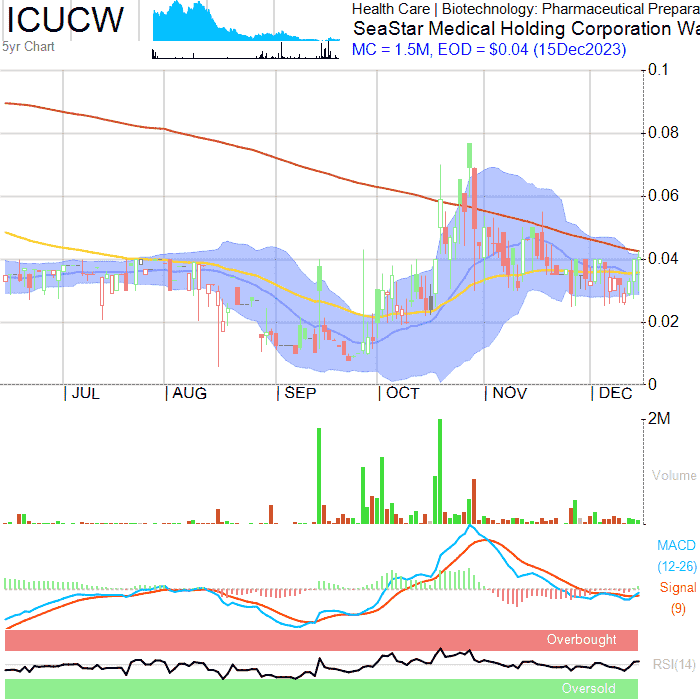 ICUCW
5yr Chart
Health Care | Biotechnology: Pharmaceutical Prepara
SeaStar Medical Holding Corporation Wa
MC = 1.5M, EOD = $0.04 (15Dec2023)
0.1
0.08
0.06
0.04
0.02
0
| JUL | AUG | SEP | OCT | NOV | DEC
2M
Volume
MACD
(12-26)
Signal
(9)
Overbought
RSI(14)
Oversold